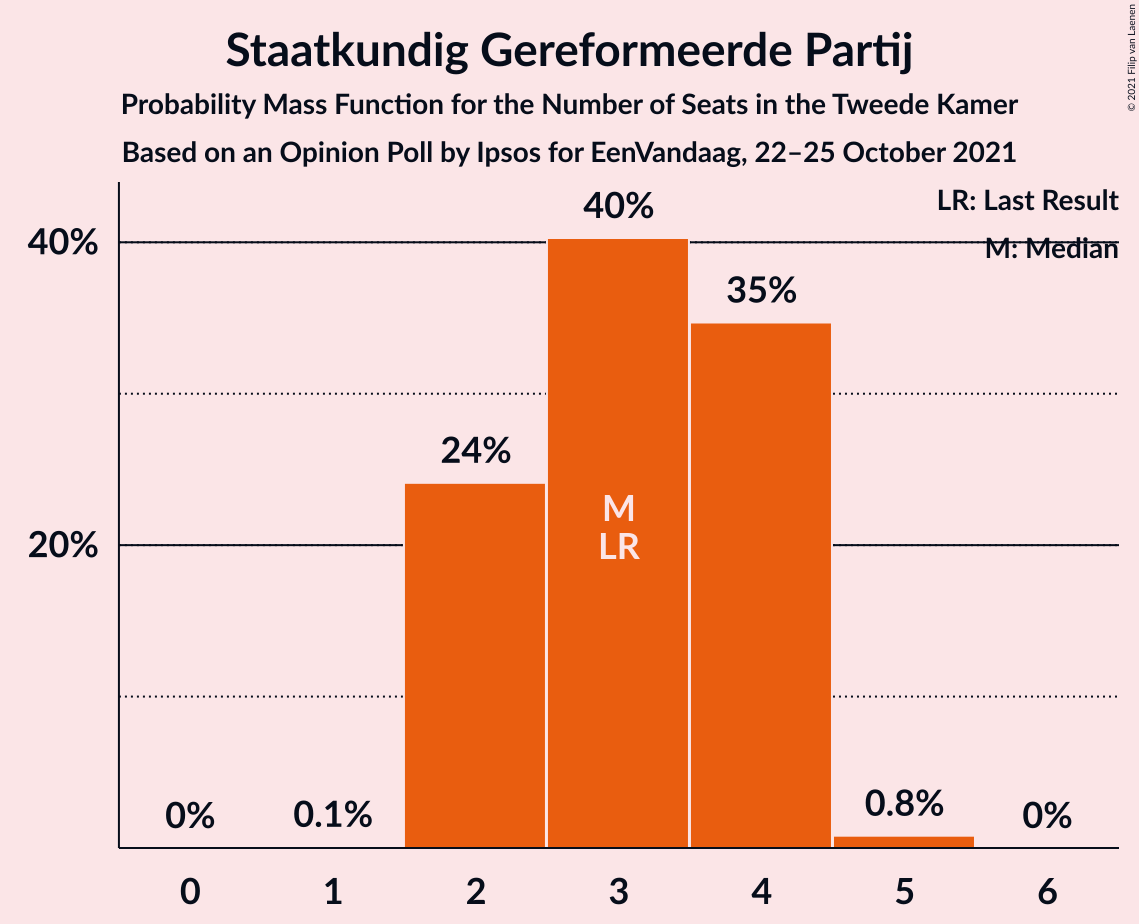 Staatkundig Gereformeerde Partij
Probability Mass Function for the Number of Seats in the Tweede Kamer
Based on an Opinion Poll by Ipsos for EenVandaag, 22–25 October 2021
© 2021 Filip van Laenen
LR: Last Result
M: Median
40%
20%
0%
0.1%
24%
40%
35%
0.8%
0%
M
LR
0
1
2
3
4
5
6